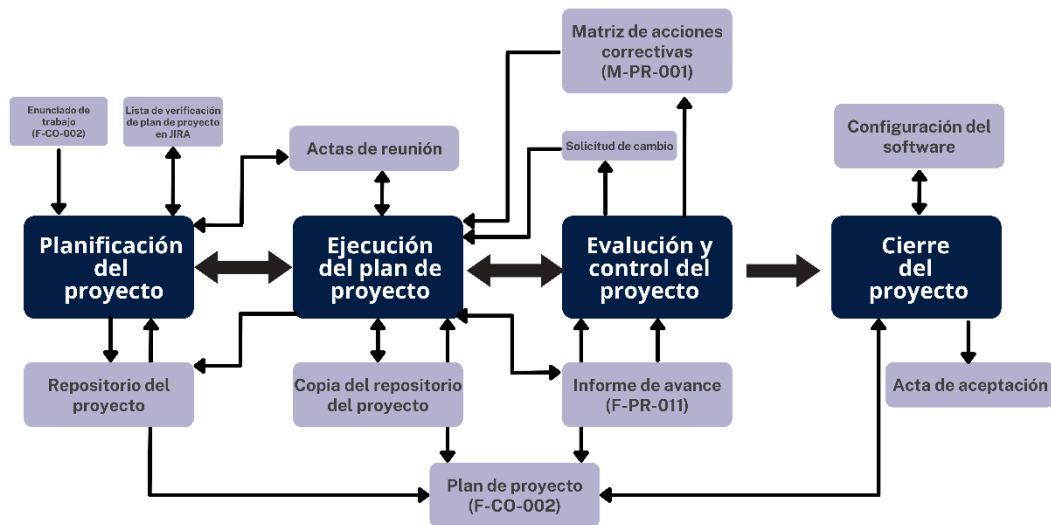 Matriz de acciones
correctivas
(M-PR-001)
Enunciado de
trabajo
(F-CO-002)
Lista de verificación
de plan de proyecto
en JIRA
Actas de reunión
Solicitud de cambio
Configuración del
software
Planificación
del
proyecto
Ejecución
del plan de
proyecto
Evalución y
control del
proyecto
Cierre
del
proyecto
Repositorio del
proyecto
Copia del repositorio
del proyecto
Informe de avance
(F-PR-011)
Acta de aceptación
Plan de proyecto
(F-CO-002)